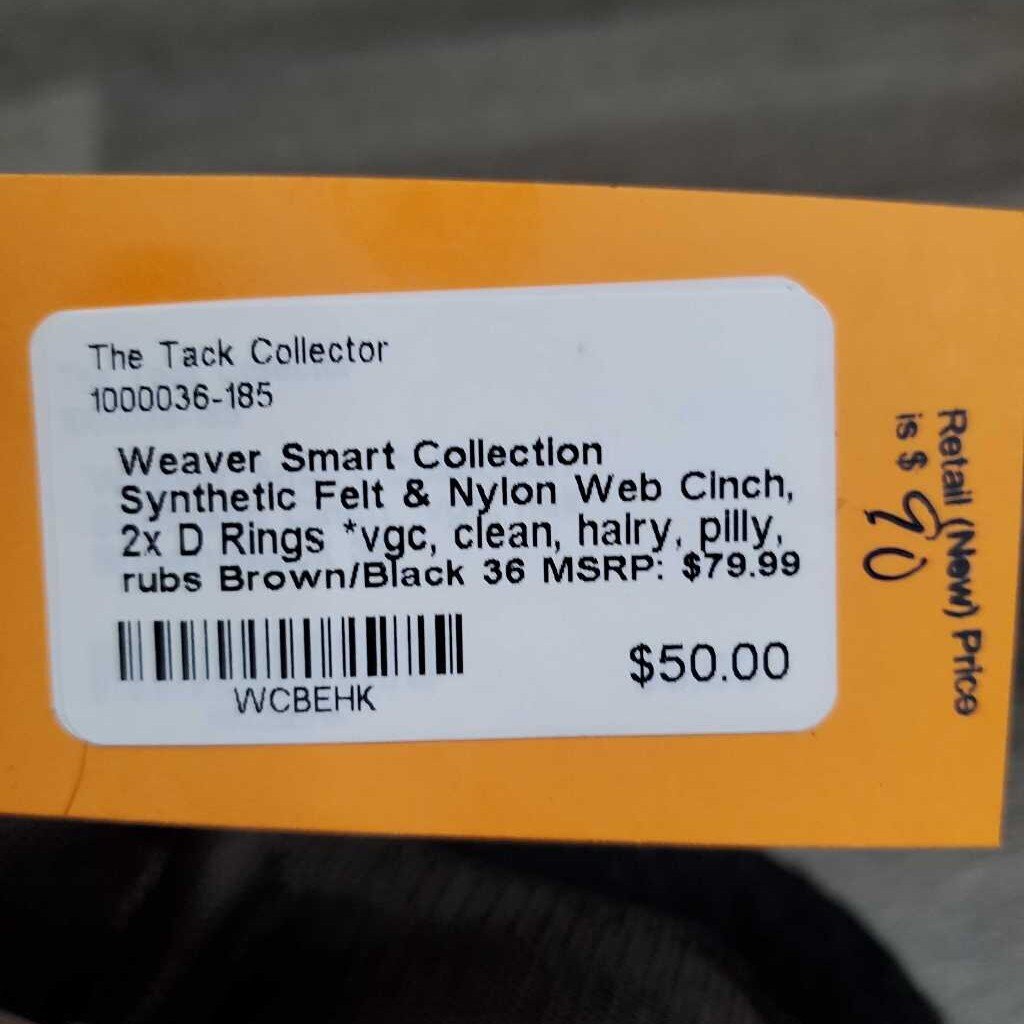 The Tack Collector
1000036-185
Weaver Smart Collection
Synthetic Felt & Nylon Web Cinch,
2x D Rings *vgc, clean, hairy, pilly,
rubs Brown/Black 36 MSRP: $79.99
WCBEHK
$50.00
Retail (New) Price
is $ 90